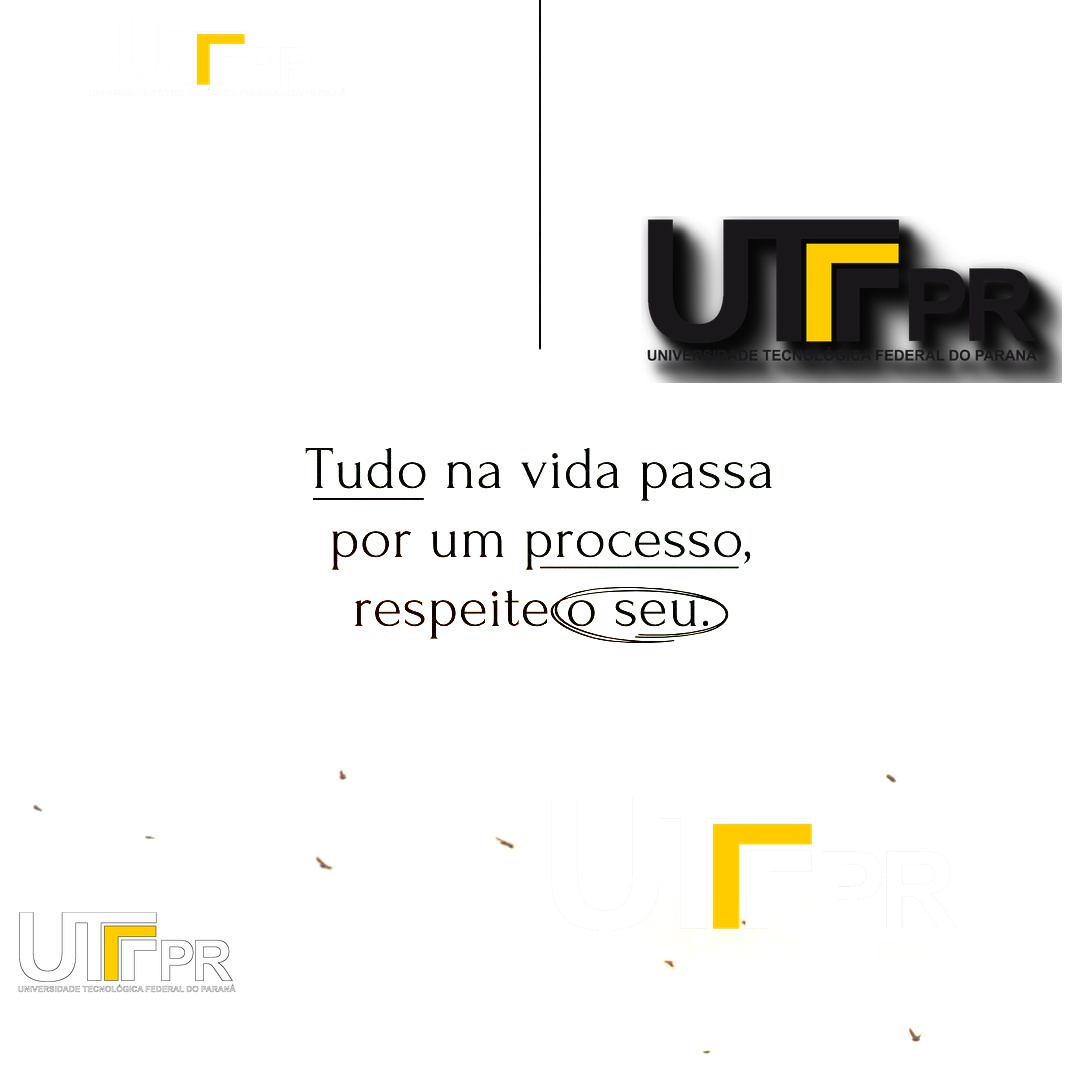 UTFPR
UTFPR
UNIVERSIDADE TECNOLÓGICA FEDERAL DO PARANÁ
Tudo na vida passa
por um processo,
respeite o seu.
UTFPR
UTFPR
UNIVERSIDADE TECNOLÓGICA FEDERAL DO PARANÁ